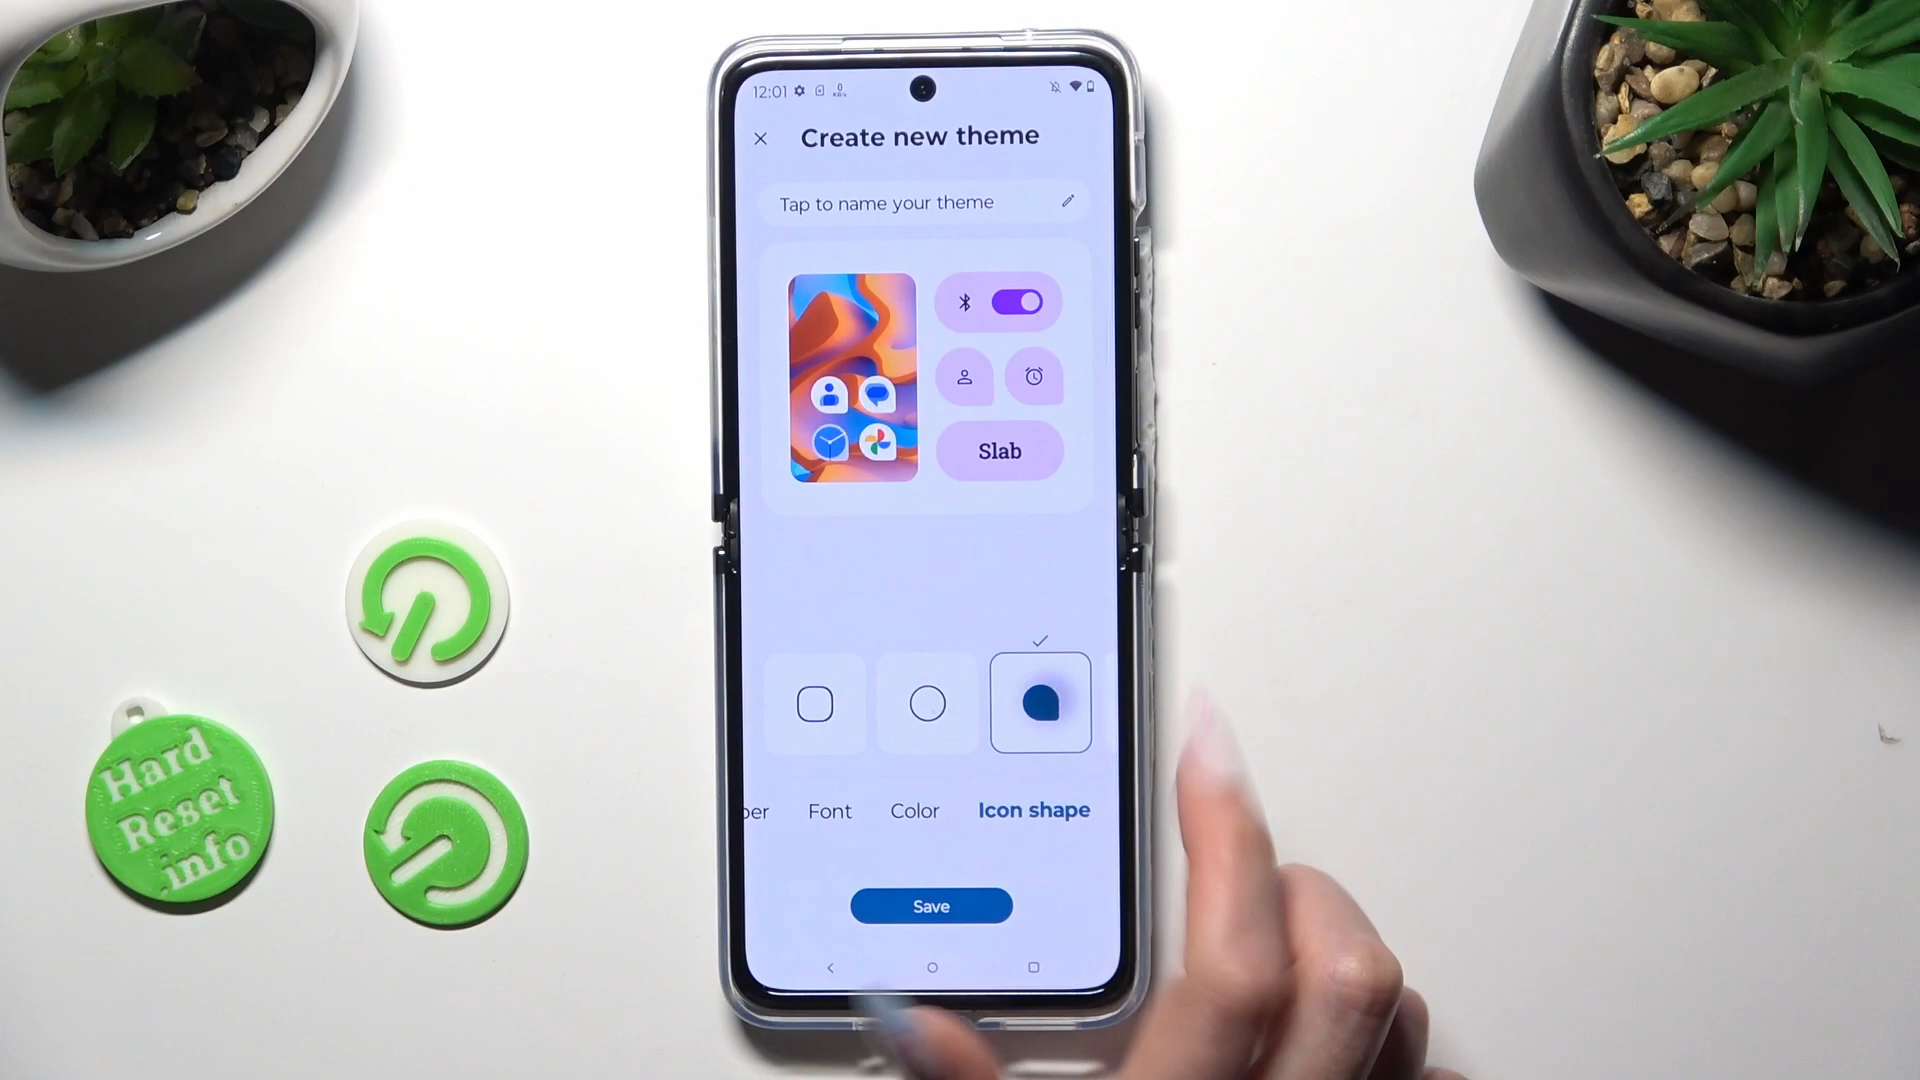 12:01
Create new theme
Tap to name your theme
Slab
per
Font
Color
Icon shape
Save
Hard
Reset
.info